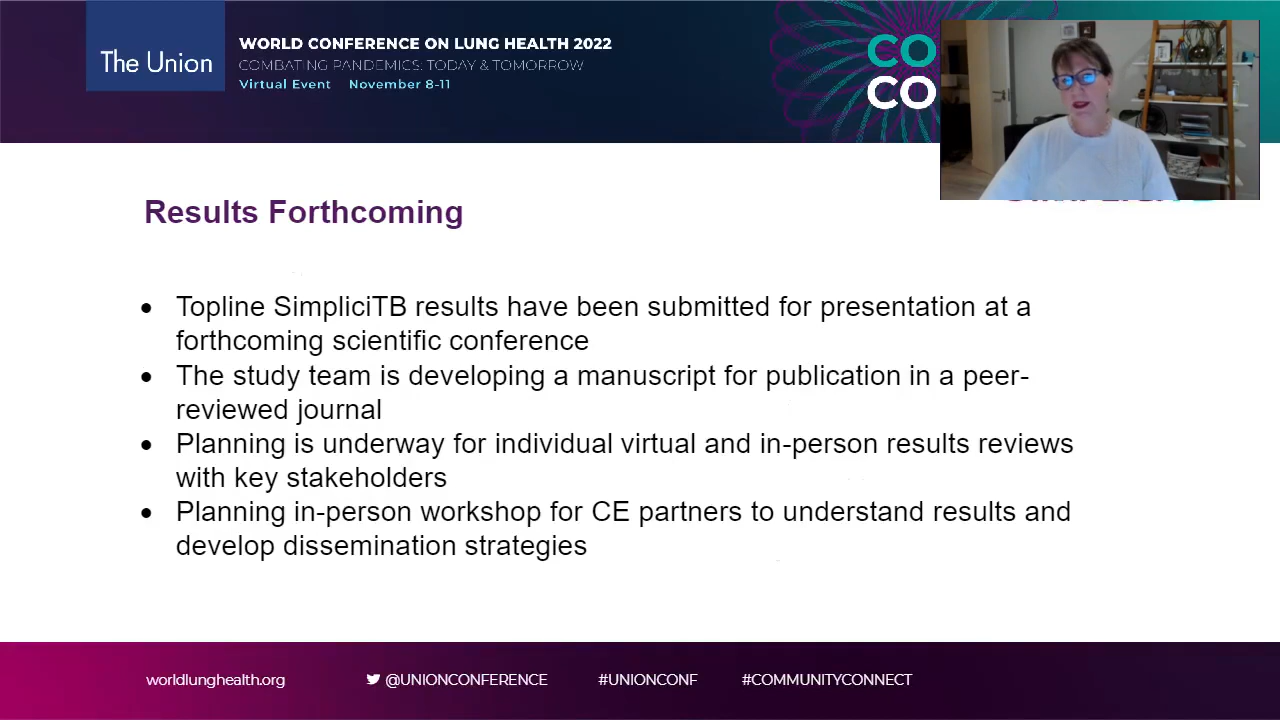 The Union
WORLD CONFERENCE ON LUNG HEALTH 2022
COMBATING PANDEMICS: TODAY & TOMORROW
Virtual Event November 8-11
CO
CO
Results Forthcoming
• Topline SimpliciTB results have been submitted for presentation at a
forthcoming scientific conference
• The study team is developing a manuscript for publication in a peer-
reviewed journal
• Planning is underway for individual virtual and in-person results reviews
with key stakeholders
• Planning in-person workshop for CE partners to understand results and
develop dissemination strategies
worldlunghealth.org @UNIONCONFERENCE #UNIONCONF #COMMUNITYCONNECT